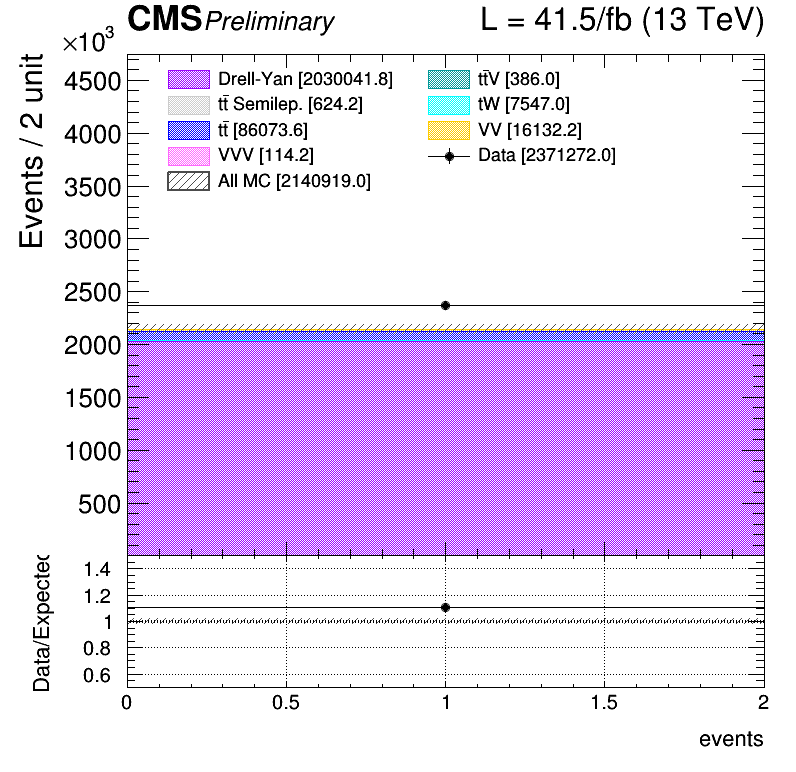 CMS Preliminary L = 41.5/fb (13 TeV)
×10³
Events / 2 unit
4500
4000
3500
3000
2500
2000
1500
1000
500
Drell-Yan [2030041.8]
tt̄ Semilep. [624.2]
tt̄ [86073.6]
VVV [114.2]
All MC [2140919.0]
tt̄V [386.0]
tW [7547.0]
VV [16132.2]
Data [2371272.0]
Data/Expected
1.4
1.2
1
0.8
0.6
0 0.5 1 1.5 2
events